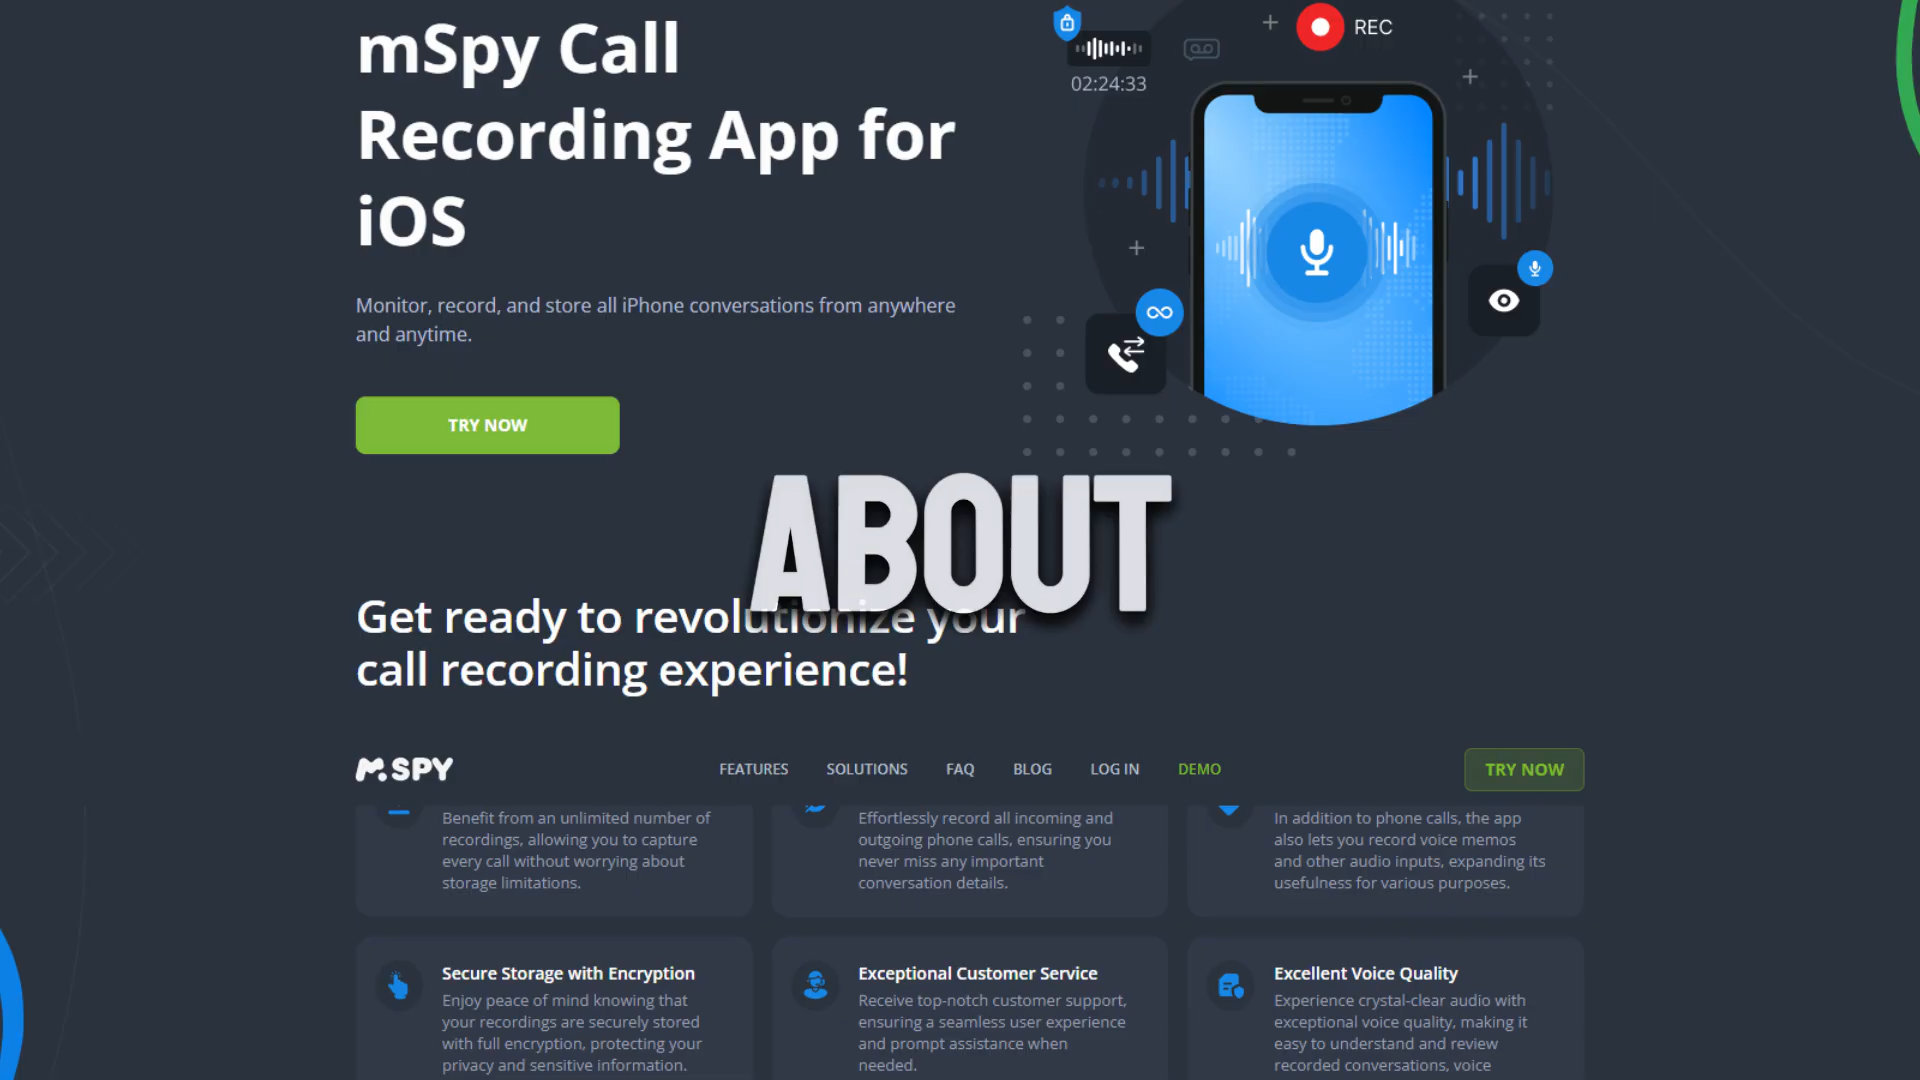 mSpy Call
Recording App for
iOS
Monitor, record, and store all iPhone conversations from anywhere
and anytime.
TRY NOW
02:24:33
REC
ABOUT
Get ready to revolutionize your
call recording experience!
M.SPY
FEATURES
SOLUTIONS
FAQ
BLOG
LOG IN
DEMO
TRY NOW
Benefit from an unlimited number of
recordings, allowing you to capture
every call without worrying about
storage limitations.
Effortlessly record all incoming and
outgoing phone calls, ensuring you
never miss any important
conversation details.
In addition to phone calls, the app
also lets you record voice memos
and other audio inputs, expanding its
usefulness for various purposes.
Secure Storage with Encryption
Enjoy peace of mind knowing that
your recordings are securely stored
with full encryption, protecting your
privacy and sensitive information.
Exceptional Customer Service
Receive top-notch customer support,
ensuring a seamless user experience
and prompt assistance when
needed.
Excellent Voice Quality
Experience crystal-clear audio with
exceptional voice quality, making it
easy to understand and review
recorded conversations, voice